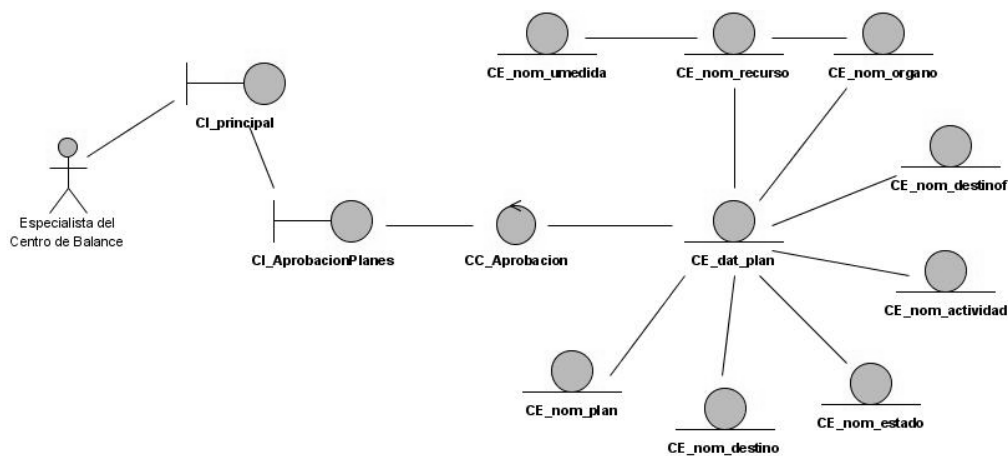 CE_nom_umedida
CE_nom_recurso
CE_nom_organo
CI_principal
CE_nom_destinof
Especialista del
Centro de Balance
CI_AprobacionPlanes
CC_Aprobacion
CE_dat_plan
CE_nom_actividad
CE_nom_plan
CE_nom_destino
CE_nom_estado